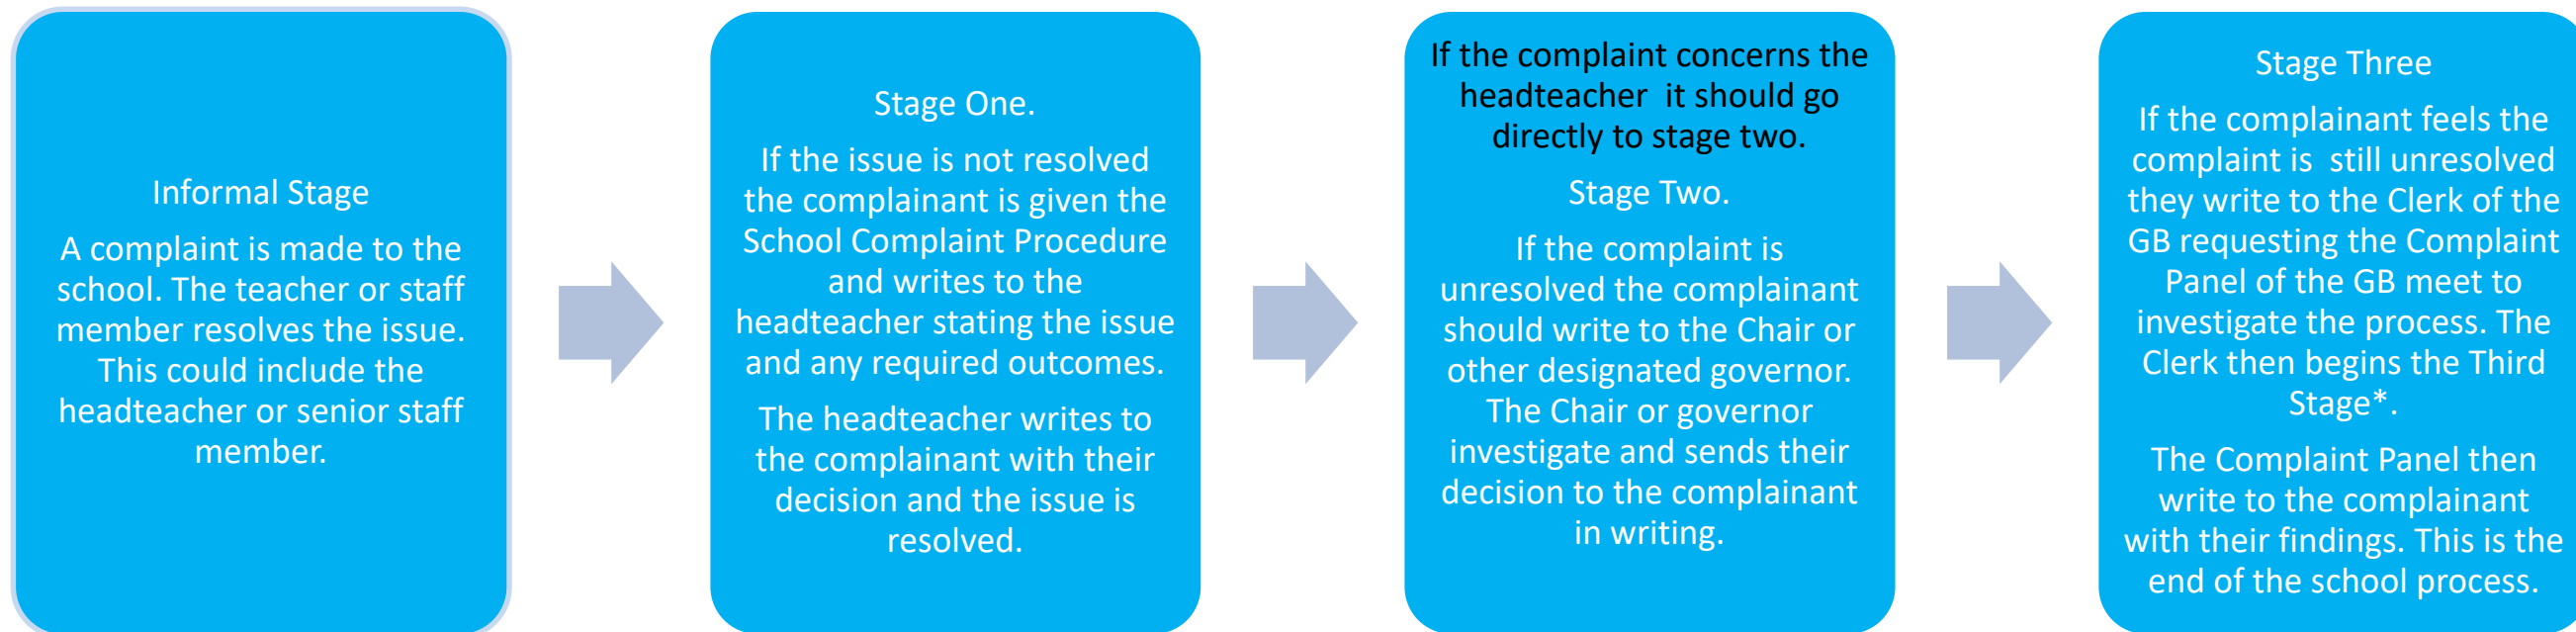 Informal Stage
A complaint is made to the
school. The teacher or staff
member resolves the issue.
This could include the
headteacher or senior staff
member.
Stage One.
If the issue is not resolved
the complainant is given the
School Complaint Procedure
and writes to the
headteacher stating the issue
and any required outcomes.
The headteacher writes to
the complainant with their
decision and the issue is
resolved.
If the complaint concerns the
headteacher it should go
directly to stage two.
Stage Two.
If the complaint is
unresolved the complainant
should write to the Chair or
other designated governor.
The Chair or governor
investigate and sends their
decision to the complainant
in writing.
Stage Three
If the complainant feels the
complaint is still unresolved
they write to the Clerk of the
GB requesting the Complaint
Panel of the GB meet to
investigate the process. The
Clerk then begins the Third
Stage*.
The Complaint Panel then
write to the complainant
with their findings. This is the
end of the school process.